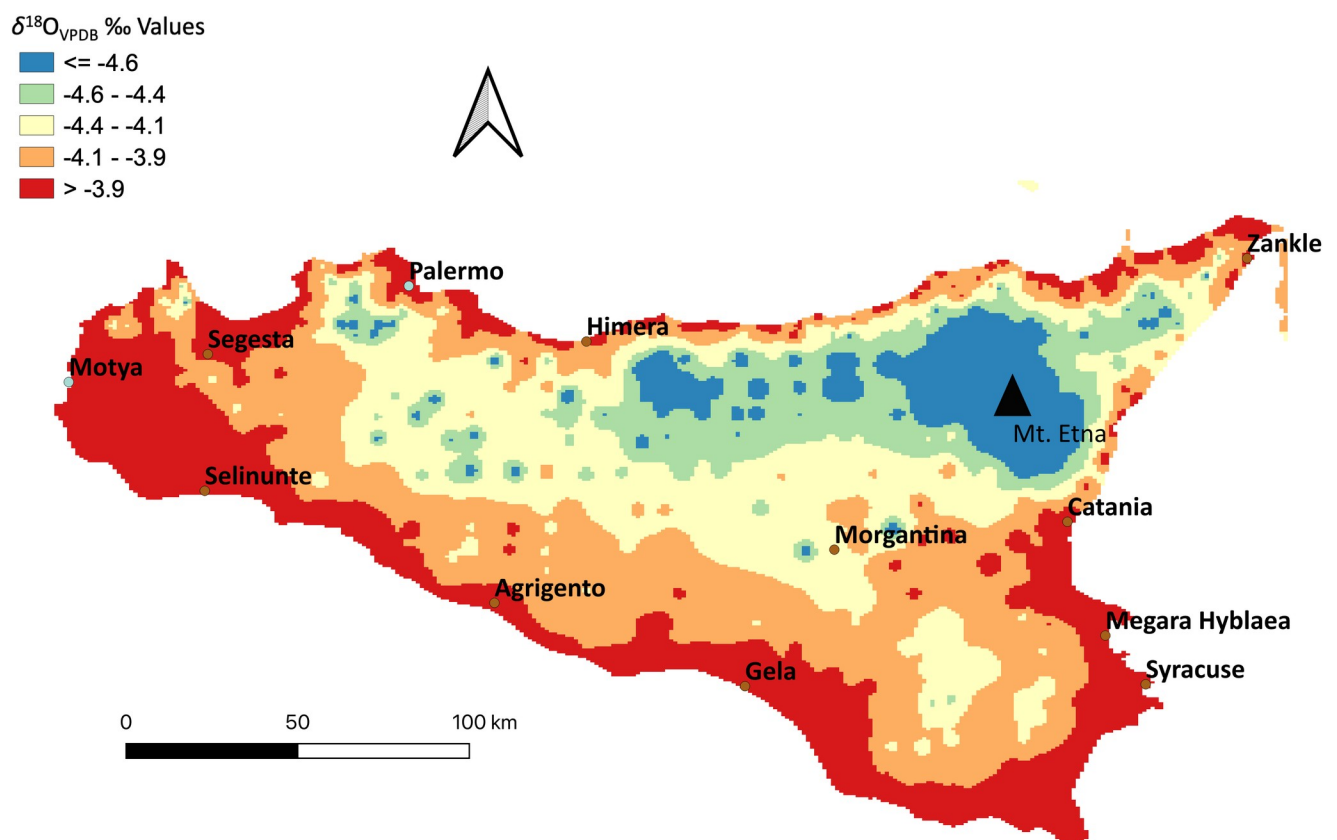 δ¹⁸O_VPDB ‰ Values
<= -4.6
-4.6 - -4.4
-4.4 - -4.1
-4.1 - -3.9
> -3.9
Zankle
Palermo
Himera
Segesta
Motya
Mt. Etna
Selinunte
Catania
Morgantina
Agrigento
Megara Hyblaea
Syracuse
Gela
0 50 100 km